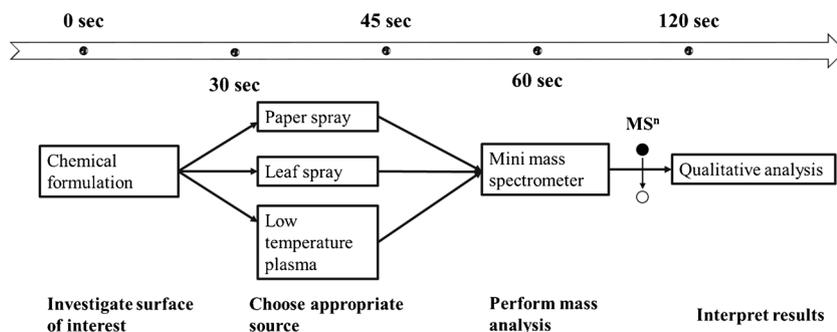 0 sec
45 sec
120 sec
30 sec
60 sec
Chemical
formulation
Paper spray
Leaf spray
Low
temperature
plasma
Mini mass
spectrometer
MSⁿ
Qualitative analysis
Investigate surface
of interest
Choose appropriate
source
Perform mass
analysis
Interpret results